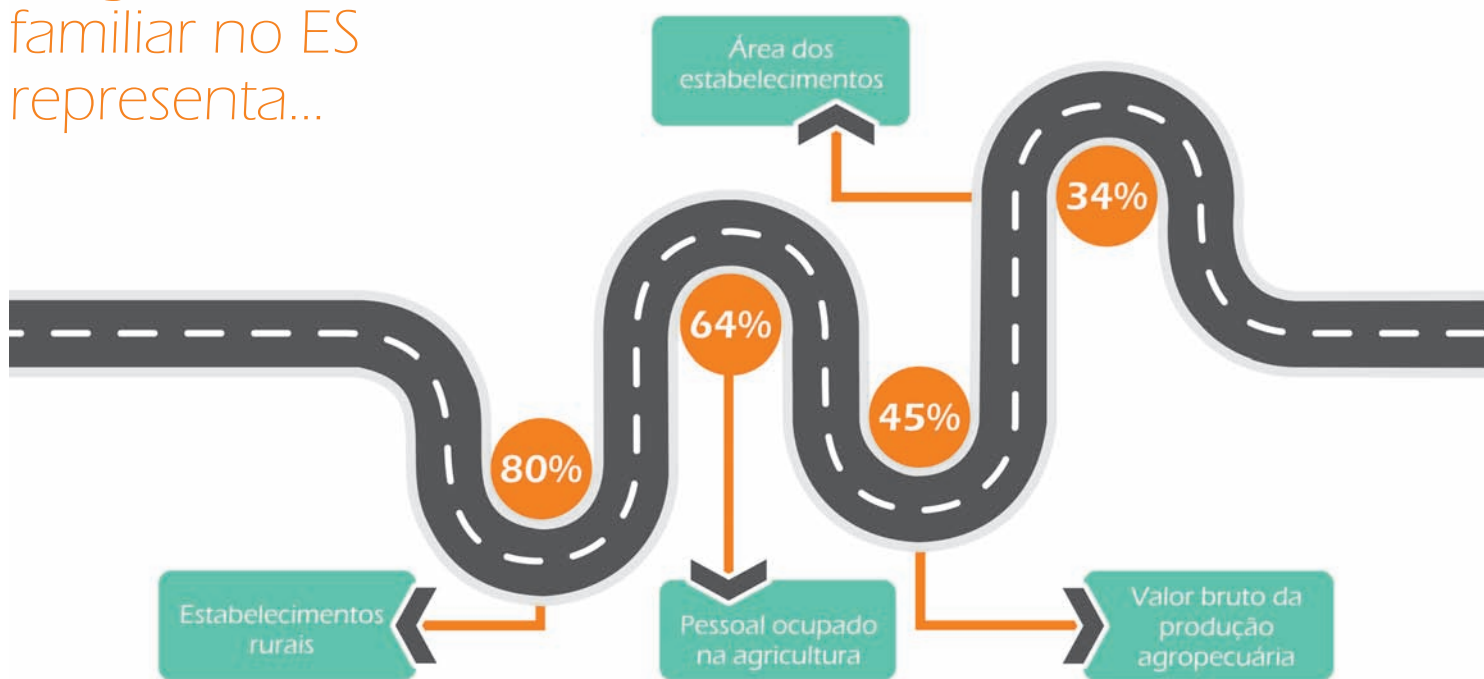 familiar no ES
representa...
Área dos
estabelecimentos
34%
64%
45%
80%
Estabelecimentos
rurais
Pessoal ocupado
na agricultura
Valor bruto da
produção
agropecuária